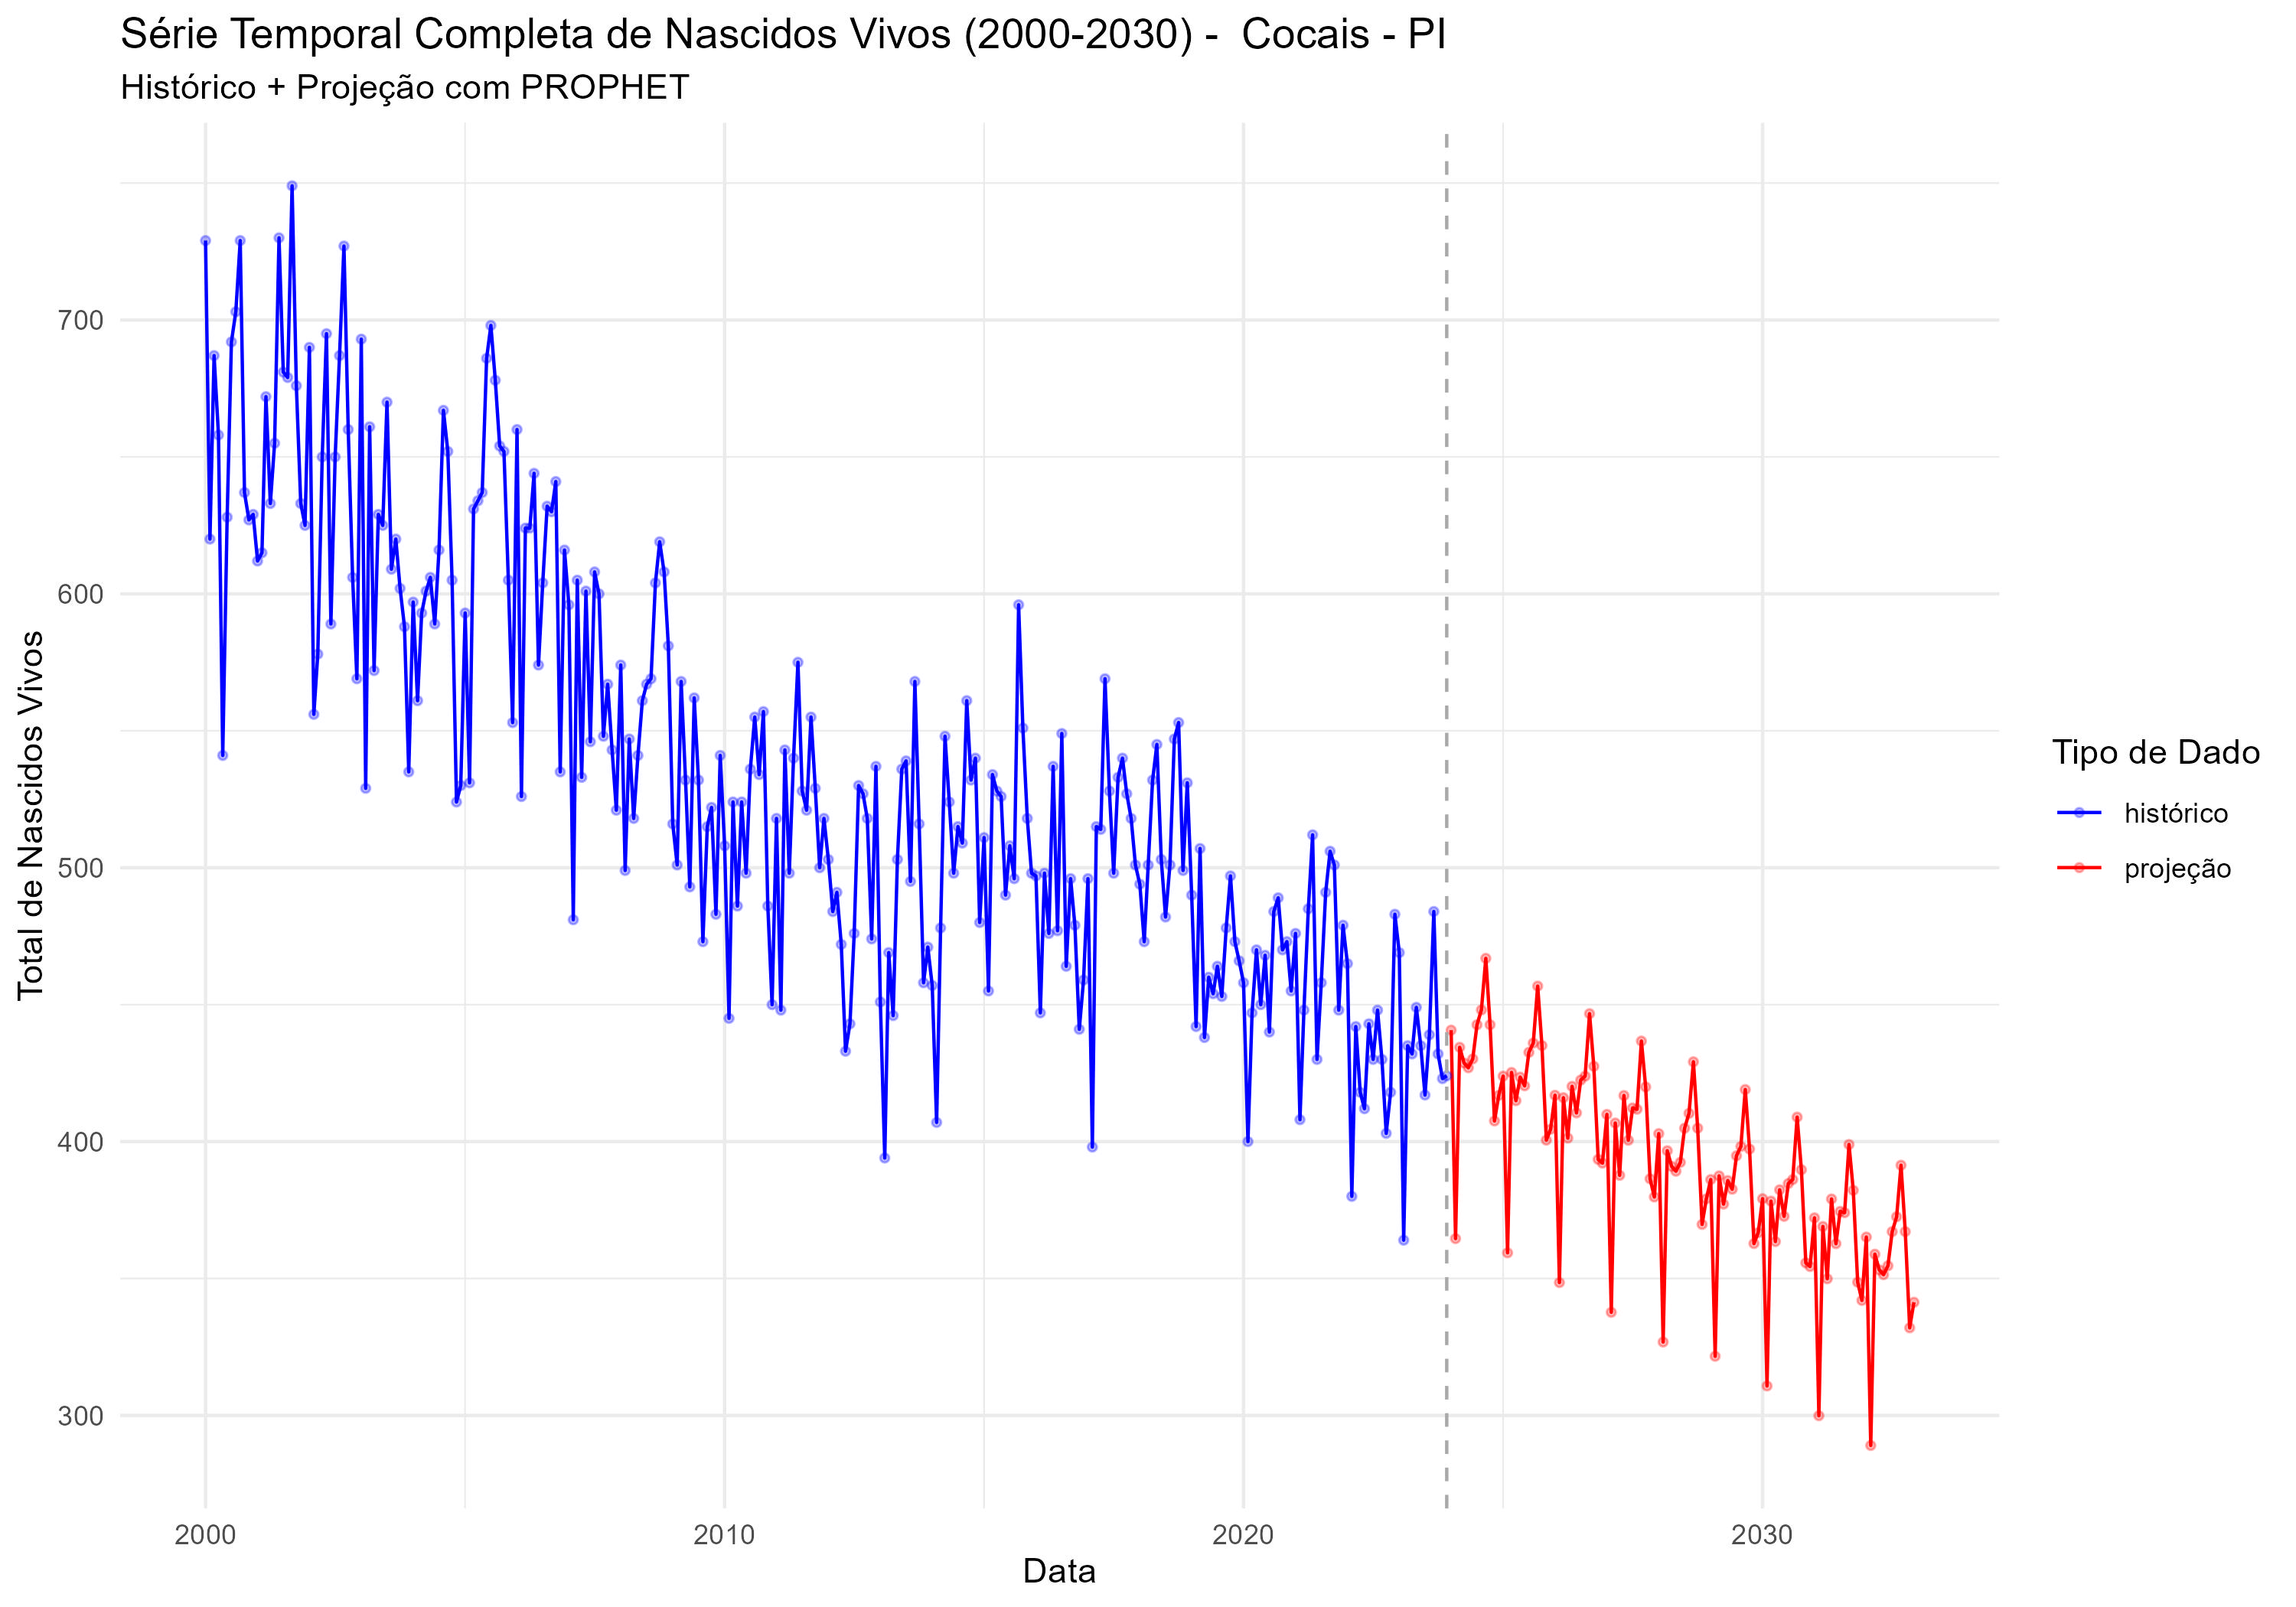 Série Temporal Completa de Nascidos Vivos (2000-2030) -  Cocais - PI
Histórico + Projeção com PROPHET
Total de Nascidos Vivos
700
600
500
400
300
2000
2010
2020
2030
Data
Tipo de Dado
histórico
projeção